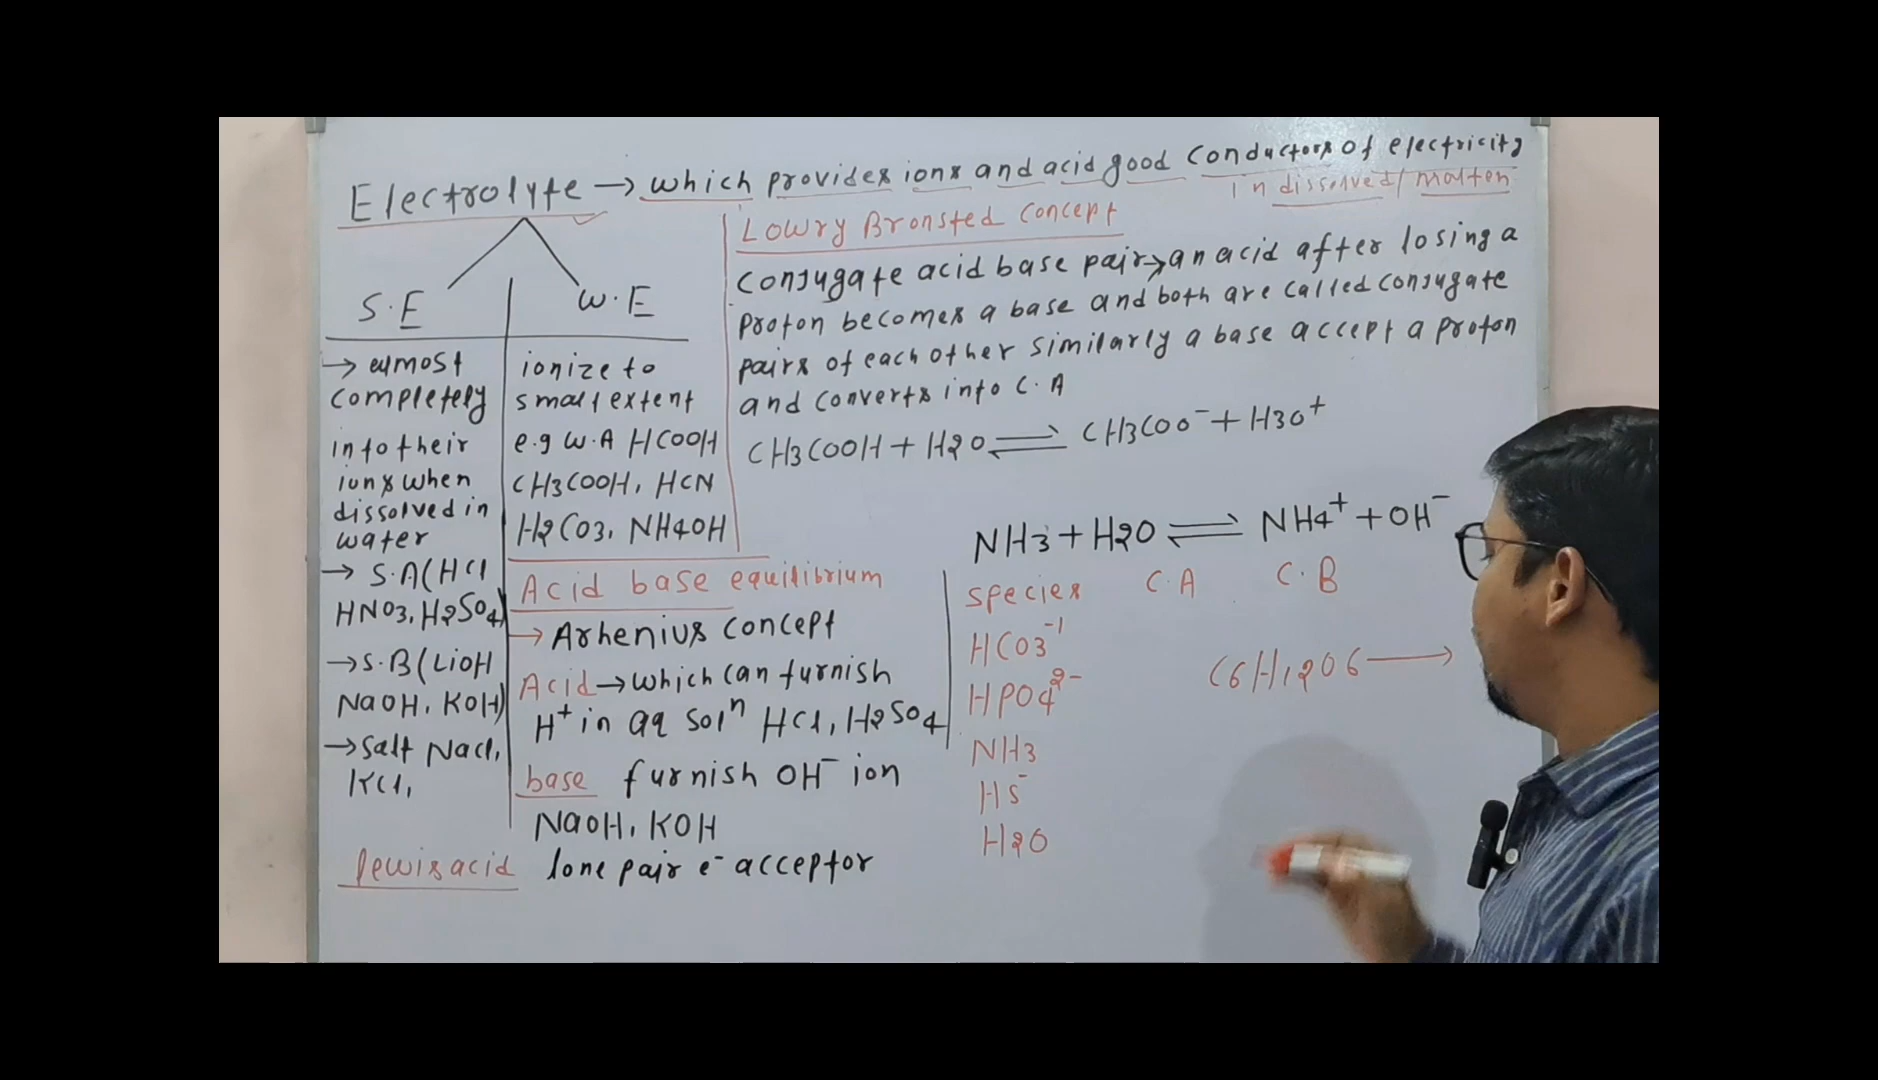 Electrolyte → which provides ions and acid good conductors of electricity
in dissolved/molten
S.E
W.E
→ almost
completely
into their
ions when
dissolved in
water
→ S.A(HCl
HNO3, H2SO4)
→ S.B(LiOH
NaOH, KOH)
→ Salt NaCl,
KCl,
ionize to
small extent
e.g W.A HCOOH
CH3COOH, HCN
H2CO3, NH4OH
Lowry Bronsted concept
conjugate acid base pair → an acid after losing a
proton becomes a base and both are called conjugate
pairs of each other similarly a base accept a proton
and converts into C.A
CH3COOH + H2O ⇌ CH3COO⁻ + H3O⁺
Acid base equilibrium
→ Arhenius concept
Acid → which can furnish
H⁺ in aq solⁿ HCl, H2SO4
base furnish OH⁻ ion
NaOH, KOH
lewis acid lone pair e⁻ acceptor
NH3 + H2O ⇌ NH4⁺ + OH⁻
species C.A C.B
HCO3⁻¹
HPO4²⁻
NH3
HS⁻
H2O
C6H12O6 →